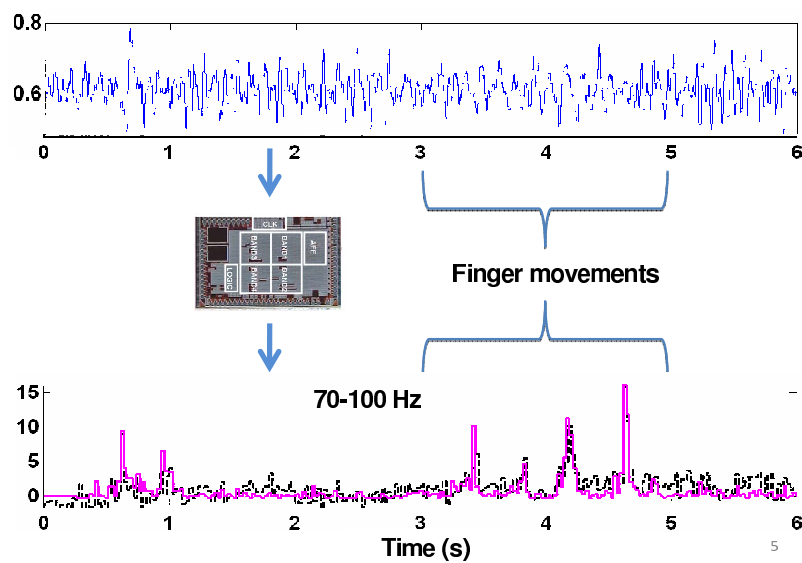 0.8
0.6
0 1 2 3 4 5 6
CLK
BAND3 BAND1 AFE
LOGIC BAND4 BAND2
Finger movements
70-100 Hz
15
10
5
0
0 1 2 3 4 5 6
Time (s)
5